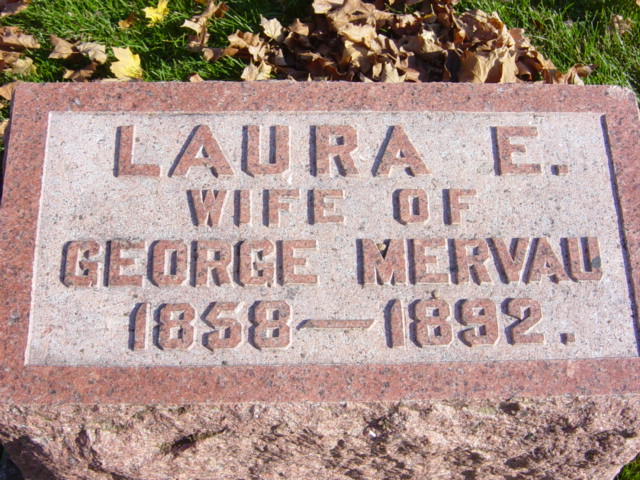 LAURA E.
WIFE OF
GEORGE MERVAU
1858—1892.